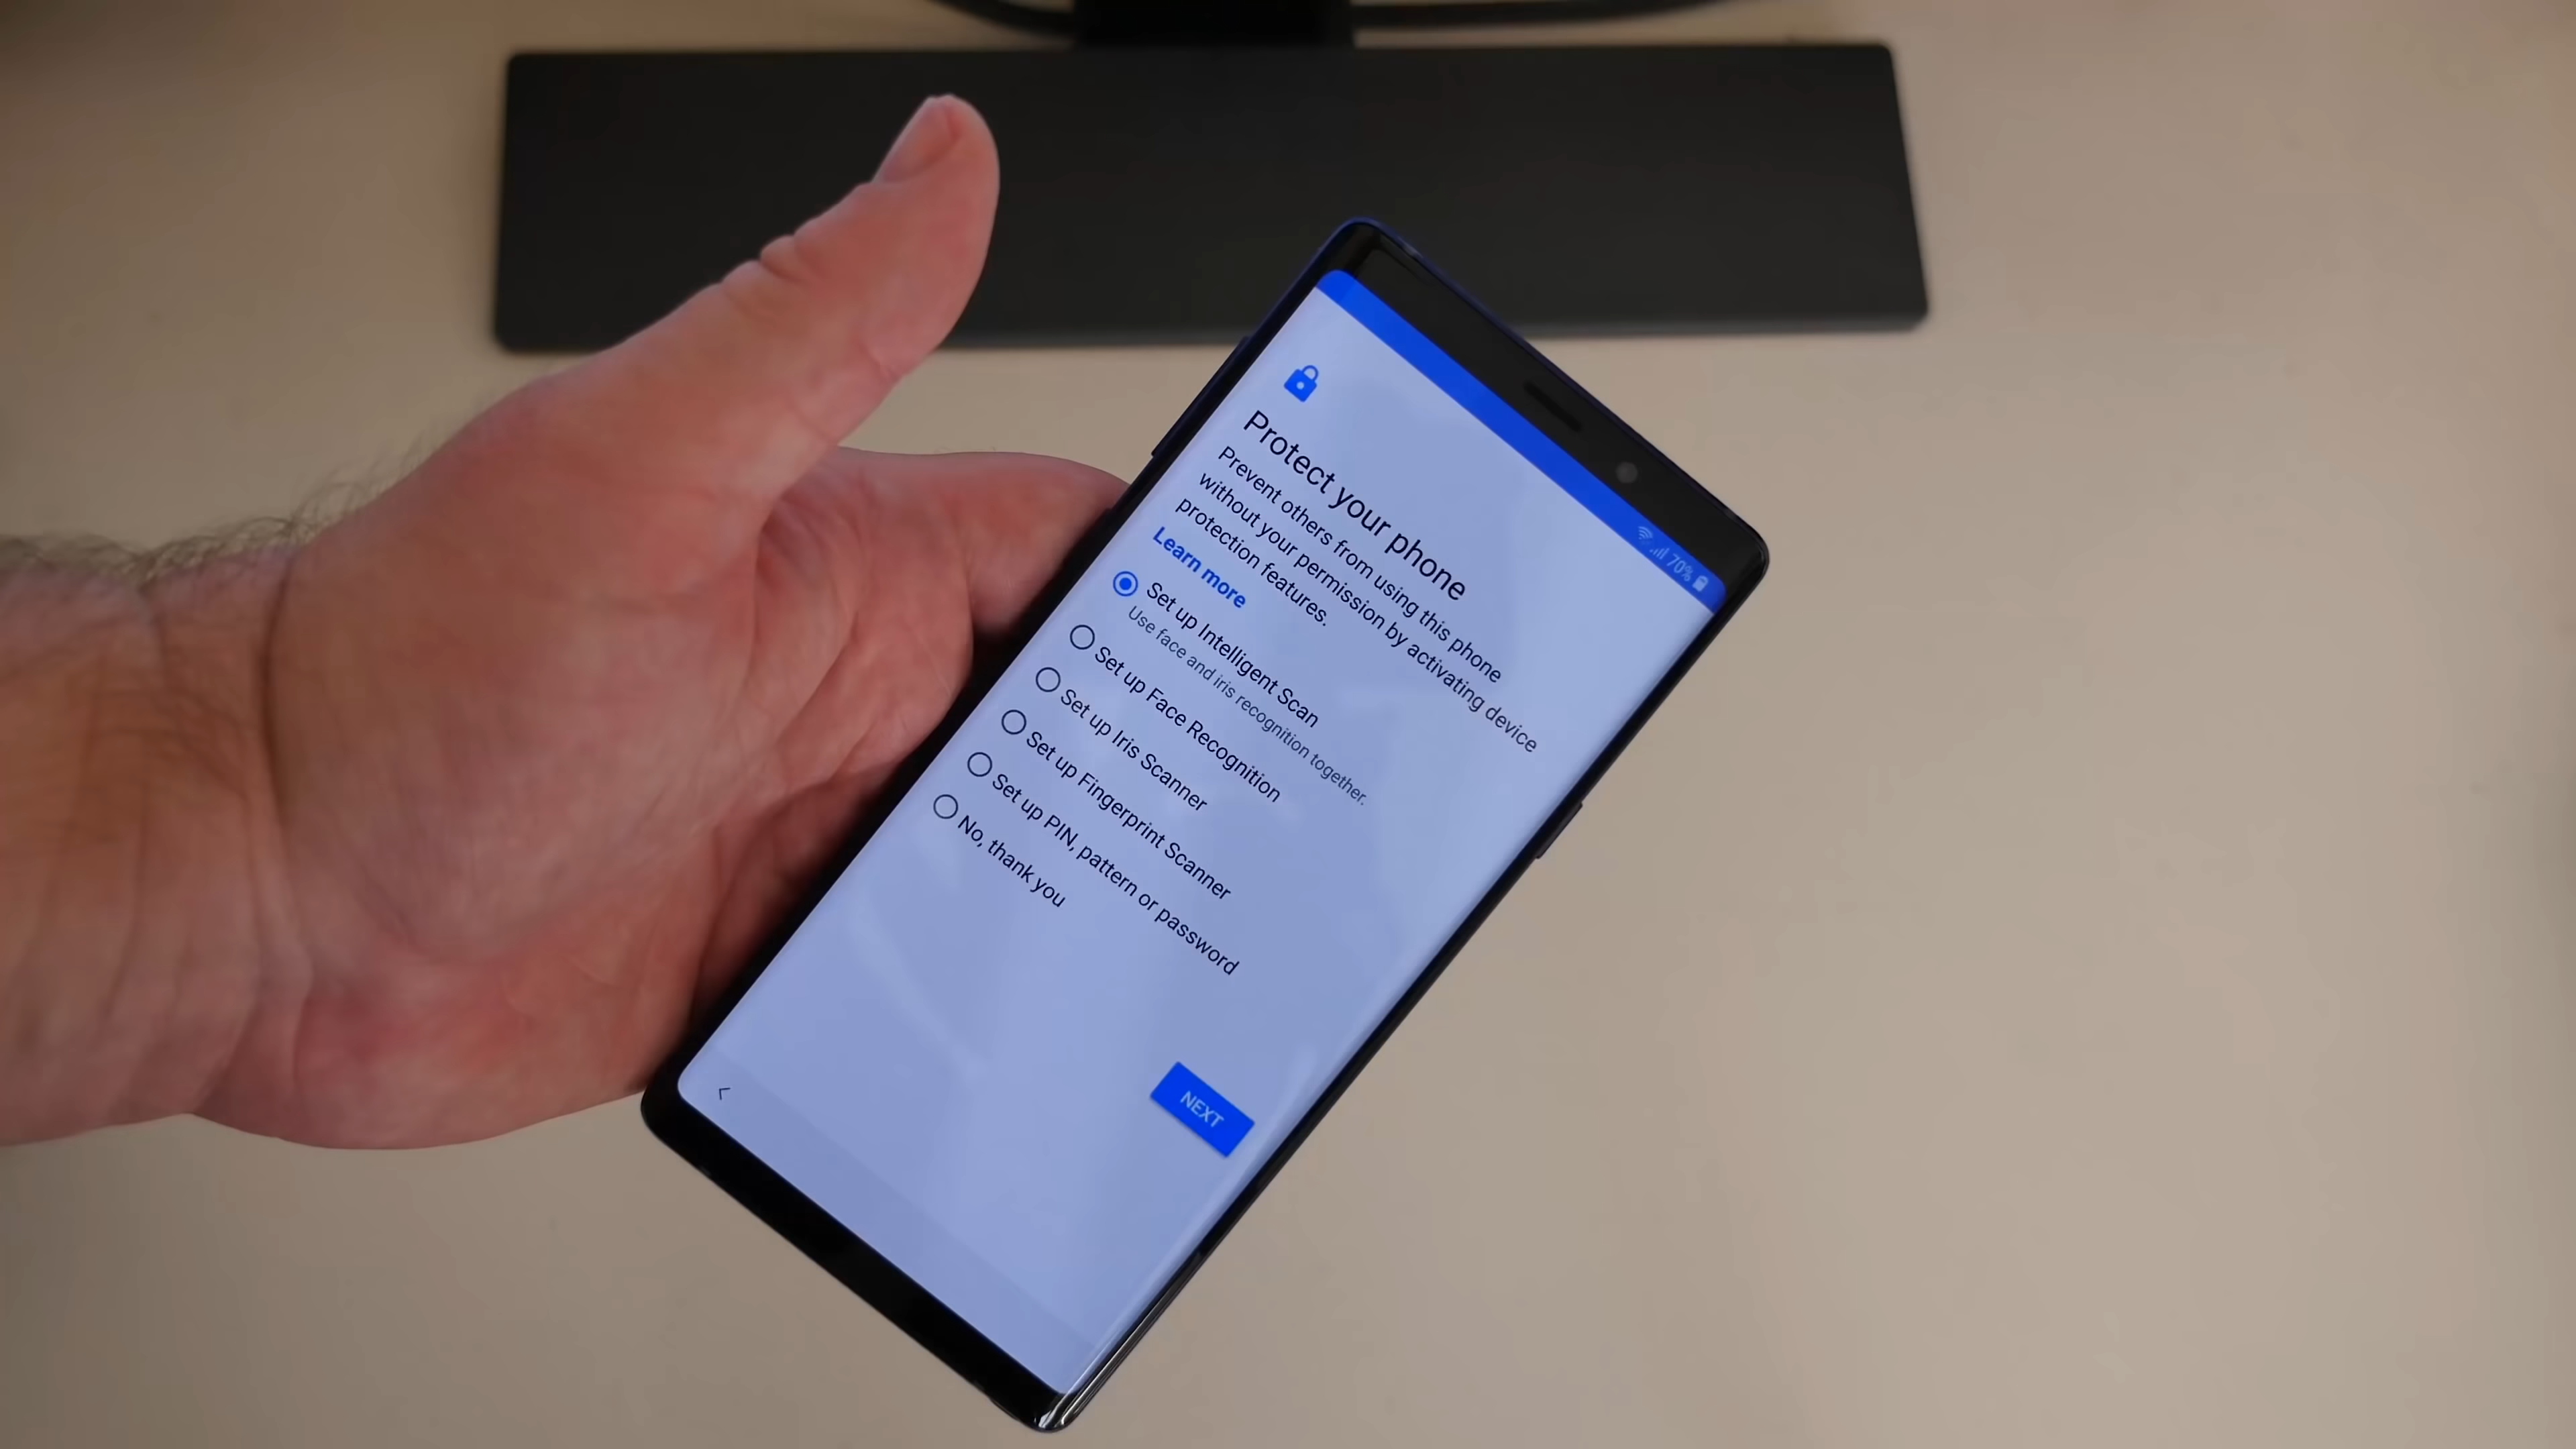 70%
Protect your phone
Prevent others from using this phone
without your permission by activating device
protection features.
Learn more
Set up Intelligent Scan
Use face and iris recognition together.
Set up Face Recognition
Set up Iris Scanner
Set up Fingerprint Scanner
Set up PIN, pattern or password
No, thank you
NEXT